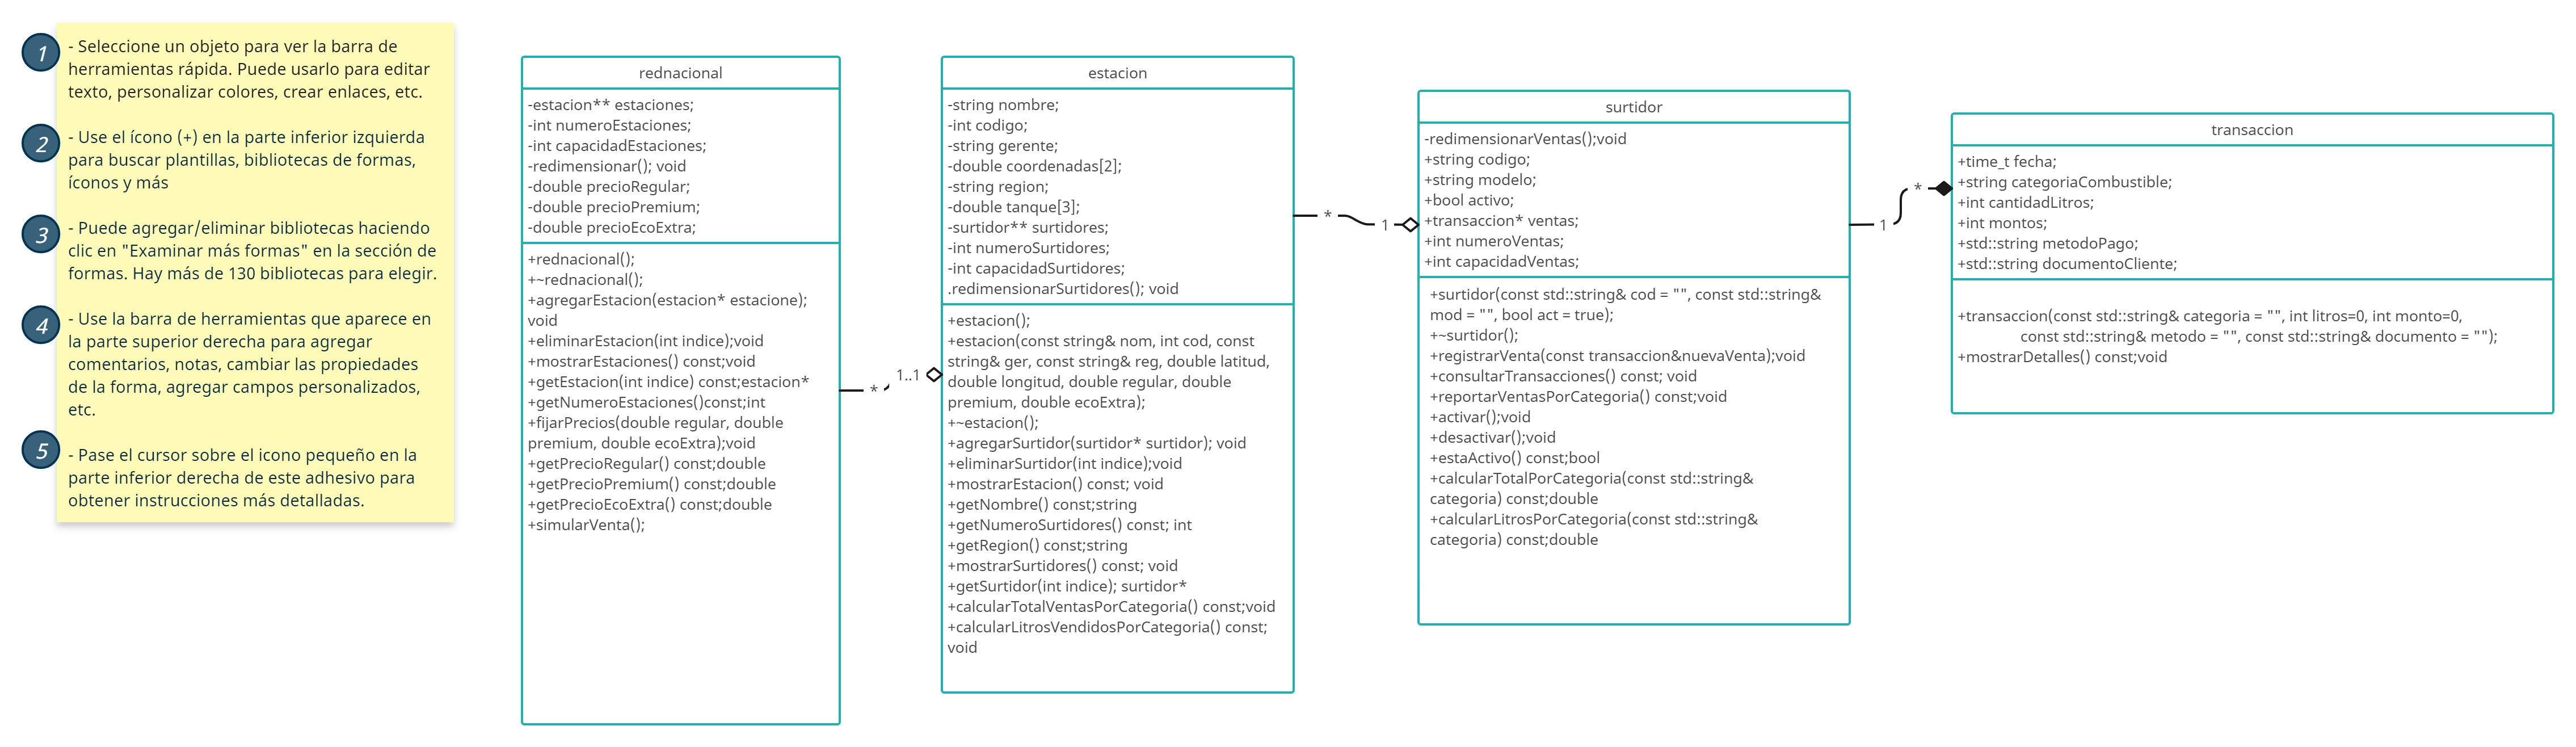 1
- Seleccione un objeto para ver la barra de
herramientas rápida. Puede usarlo para editar
texto, personalizar colores, crear enlaces, etc.
2
- Use el ícono (+) en la parte inferior izquierda
para buscar plantillas, bibliotecas de formas,
íconos y más
3
- Puede agregar/eliminar bibliotecas haciendo
clic en "Examinar más formas" en la sección de
formas. Hay más de 130 bibliotecas para elegir.
4
- Use la barra de herramientas que aparece en
la parte superior derecha para agregar
comentarios, notas, cambiar las propiedades
de la forma, agregar campos personalizados,
etc.
5
- Pase el cursor sobre el icono pequeño en la
parte inferior derecha de este adhesivo para
obtener instrucciones más detalladas.
rednacional
-estacion** estaciones;
-int numeroEstaciones;
-int capacidadEstaciones;
-redimensionar(); void
-double precioRegular;
-double precioPremium;
-double precioEcoExtra;
+rednacional();
+~rednacional();
+agregarEstacion(estacion* estacione);
void
+eliminarEstacion(int indice);void
+mostrarEstaciones() const;void
+getEstacion(int indice) const;estacion*
+getNumeroEstaciones()const;int
+fijarPrecios(double regular, double
premium, double ecoExtra);void
+getPrecioRegular() const;double
+getPrecioPremium() const;double
+getPrecioEcoExtra() const;double
+simularVenta();
*
1..1
estacion
-string nombre;
-int codigo;
-string gerente;
-double coordenadas[2];
-string region;
-double tanque[3];
-surtidor** surtidores;
-int numeroSurtidores;
-int capacidadSurtidores;
.redimensionarSurtidores(); void
+estacion();
+estacion(const string& nom, int cod, const
string& ger, const string& reg, double latitud,
double longitud, double regular, double
premium, double ecoExtra);
+~estacion();
+agregarSurtidor(surtidor* surtidor); void
+eliminarSurtidor(int indice);void
+mostrarEstacion() const; void
+getNombre() const;string
+getNumeroSurtidores() const; int
+getRegion() const;string
+mostrarSurtidores() const; void
+getSurtidor(int indice); surtidor*
+calcularTotalVentasPorCategoria() const;void
+calcularLitrosVendidosPorCategoria() const;
void
*
1
surtidor
-redimensionarVentas();void
+string codigo;
+string modelo;
+bool activo;
+transaccion* ventas;
+int numeroVentas;
+int capacidadVentas;
+surtidor(const std::string& cod = "", const std::string&
mod = "", bool act = true);
+~surtidor();
+registrarVenta(const transaccion&nuevaVenta);void
+consultarTransacciones() const; void
+reportarVentasPorCategoria() const;void
+activar();void
+desactivar();void
+estaActivo() const;bool
+calcularTotalPorCategoria(const std::string&
categoria) const;double
+calcularLitrosPorCategoria(const std::string&
categoria) const;double
1
*
transaccion
+time_t fecha;
+string categoriaCombustible;
+int cantidadLitros;
+int montos;
+std::string metodoPago;
+std::string documentoCliente;
+transaccion(const std::string& categoria = "", int litros=0, int monto=0,
const std::string& metodo = "", const std::string& documento = "");
+mostrarDetalles() const;void